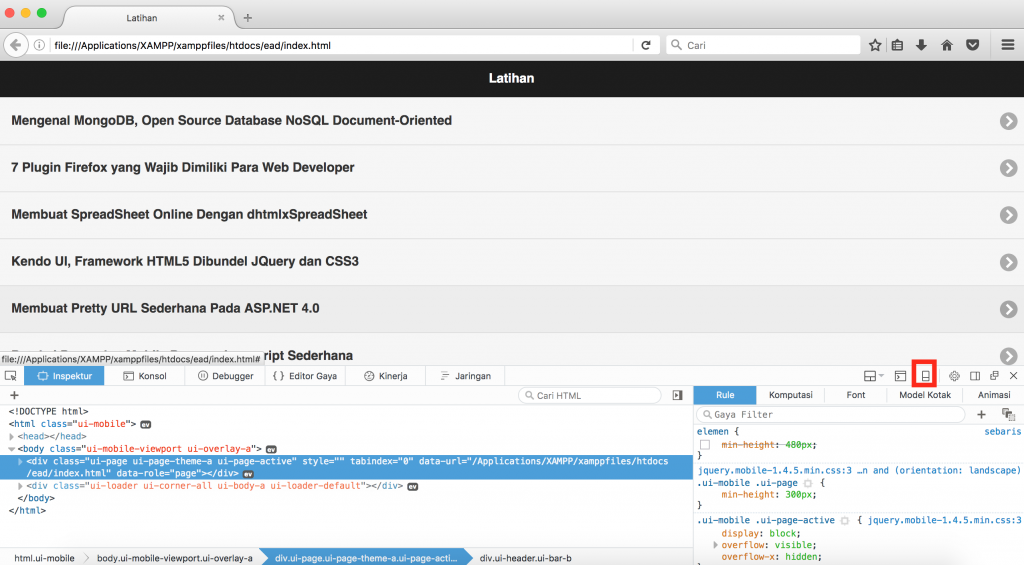 Latihan
file:///Applications/XAMPP/xamppfiles/htdocs/ead/index.html
Cari
Latihan
Mengenal MongoDB, Open Source Database NoSQL Document-Oriented
7 Plugin Firefox yang Wajib Dimiliki Para Web Developer
Membuat SpreadSheet Online Dengan dhtmlxSpreadSheet
Kendo UI, Framework HTML5 Dibundel JQuery dan CSS3
Membuat Pretty URL Sederhana Pada ASP.NET 4.0
ript Sederhana
file:///Applications/XAMPP/xamppfiles/htdocs/ead/index.html#
Inspektur Konsol Debugger { } Editor Gaya Kinerja Jaringan
+ Cari HTML
<!DOCTYPE html>
<html class="ui-mobile"> ev
<head></head>
<body class="ui-mobile-viewport ui-overlay-a"> ev
<div class="ui-page ui-page-theme-a ui-page-active" style="" tabindex="0" data-url="/Applications/XAMPP/xamppfiles/htdocs
/ead/index.html" data-role="page"></div> ev
<div class="ui-loader ui-corner-all ui-body-a ui-loader-default"></div> ev
</body>
</html>
html.ui-mobile body.ui-mobile-viewport.ui-overlay-a div.ui-page.ui-page-theme-a.ui-page-acti... div.ui-header.ui-bar-b
Rule Komputasi Font Model Kotak Animasi
Gaya Filter +
elemen { sebaris
min-height: 480px;
}
jquery.mobile-1.4.5.min.css:3 …n and (orientation: landscape)
.ui-mobile .ui-page {
min-height: 300px;
}
.ui-mobile .ui-page-active { jquery.mobile-1.4.5.min.css:3
display: block;
overflow: visible;
overflow-x: hidden;